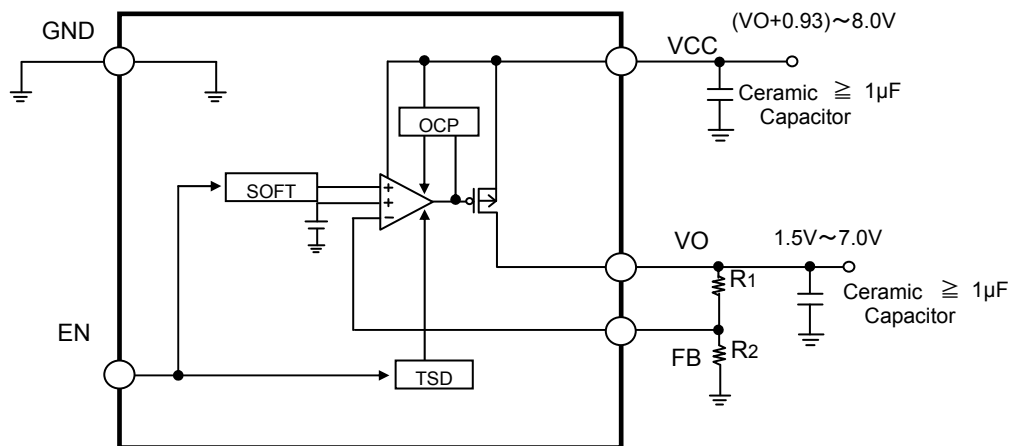 GND
(VO+0.93)～8.0V
VCC
Ceramic ≧ 1µF
Capacitor
OCP
SOFT
+
+
−
VO
1.5V～7.0V
R1
Ceramic ≧ 1µF
Capacitor
EN
FB
R2
TSD